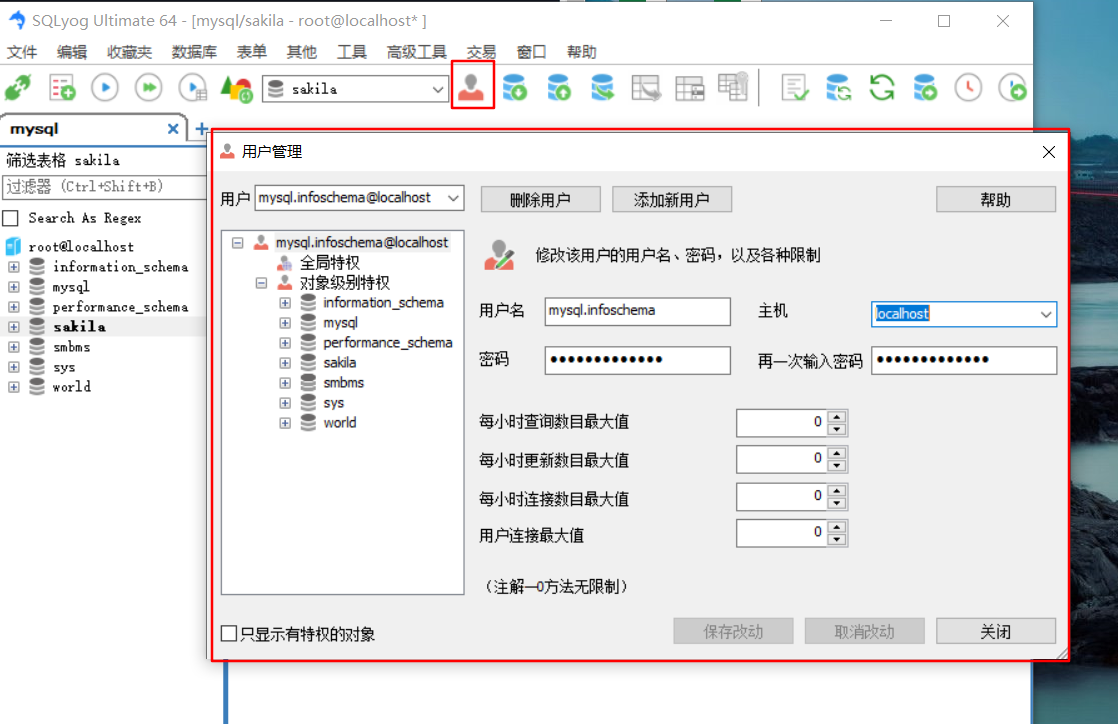 SQLyog Ultimate 64 - [mysql/sakila - root@localhost* ]
文件 编辑 收藏夹 数据库 表单 其他 工具 高级工具 交易 窗口 帮助
sakila
mysql
筛选表格 sakila
过滤器 (Ctrl+Shift+B)
Search As Regex
root@localhost
information_schema
mysql
performance_schema
sakila
smbms
sys
world
用户管理
用户 mysql.infoschema@localhost 删除用户 添加新用户 帮助
mysql.infoschema@localhost
全局特权
对象级别特权
information_schema
mysql
performance_schema
sakila
smbms
sys
world
修改该用户的用户名、密码，以及各种限制
用户名 mysql.infoschema 主机 localhost
密码 ●●●●●●●●●●●●● 再一次输入密码 ●●●●●●●●●●●●●
每小时查询数目最大值 0
每小时更新数目最大值 0
每小时连接数目最大值 0
用户连接最大值 0
（注解—0方法无限制）
只显示有特权的对象 保存改动 取消改动 关闭